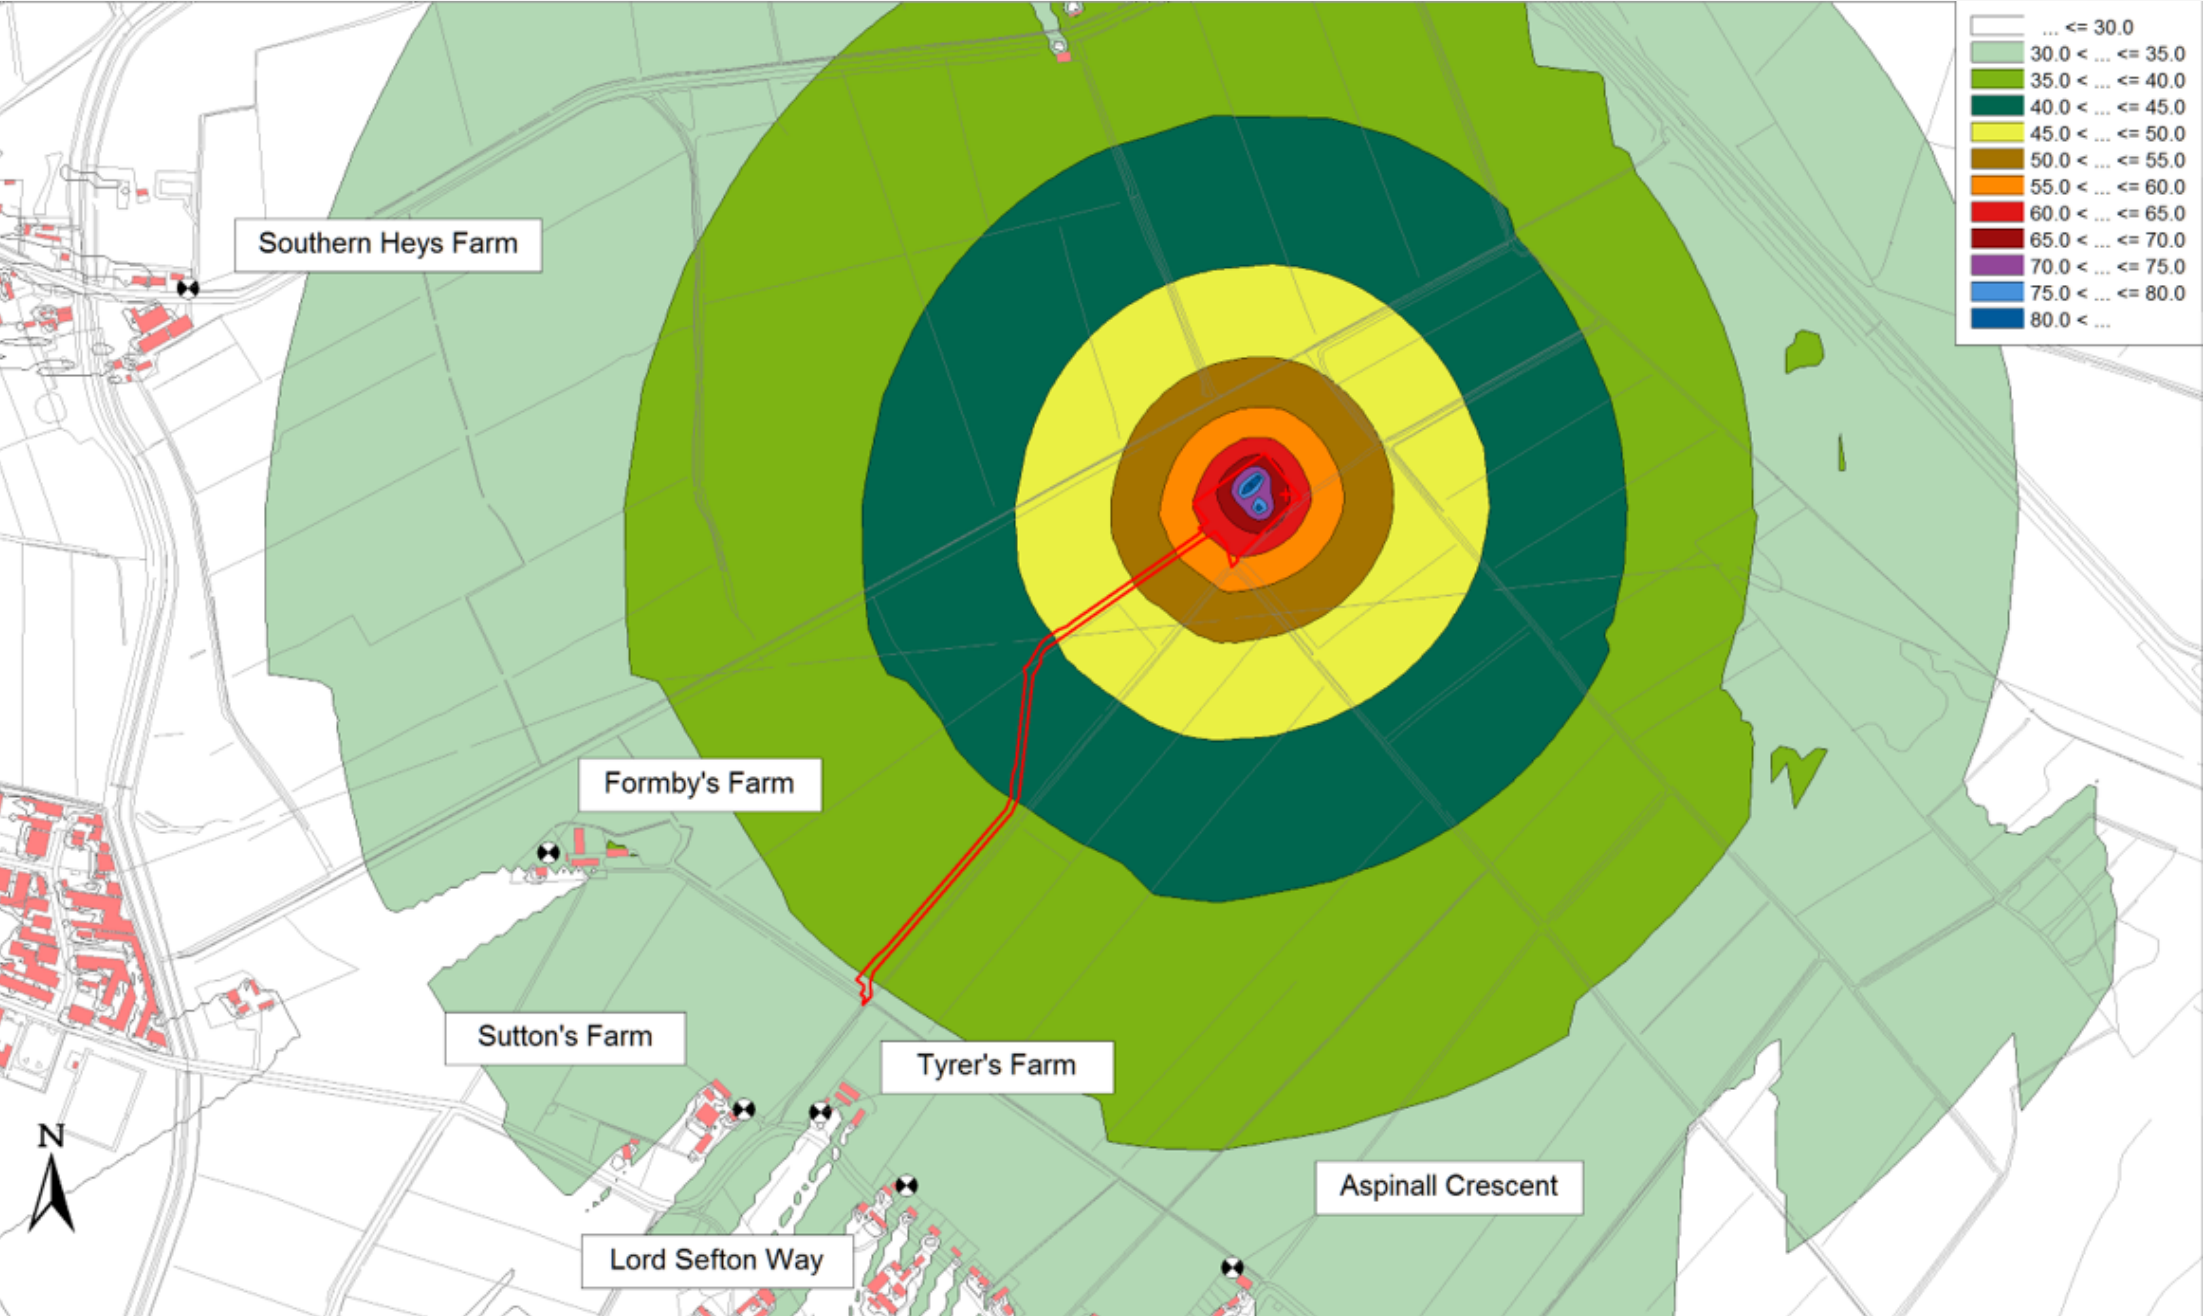 ... <= 30.0
30.0 < ... <= 35.0
35.0 < ... <= 40.0
40.0 < ... <= 45.0
45.0 < ... <= 50.0
50.0 < ... <= 55.0
55.0 < ... <= 60.0
60.0 < ... <= 65.0
65.0 < ... <= 70.0
70.0 < ... <= 75.0
75.0 < ... <= 80.0
80.0 < ...
Southern Heys Farm
Formby's Farm
Sutton's Farm
Tyrer's Farm
N
Aspinall Crescent
Lord Sefton Way